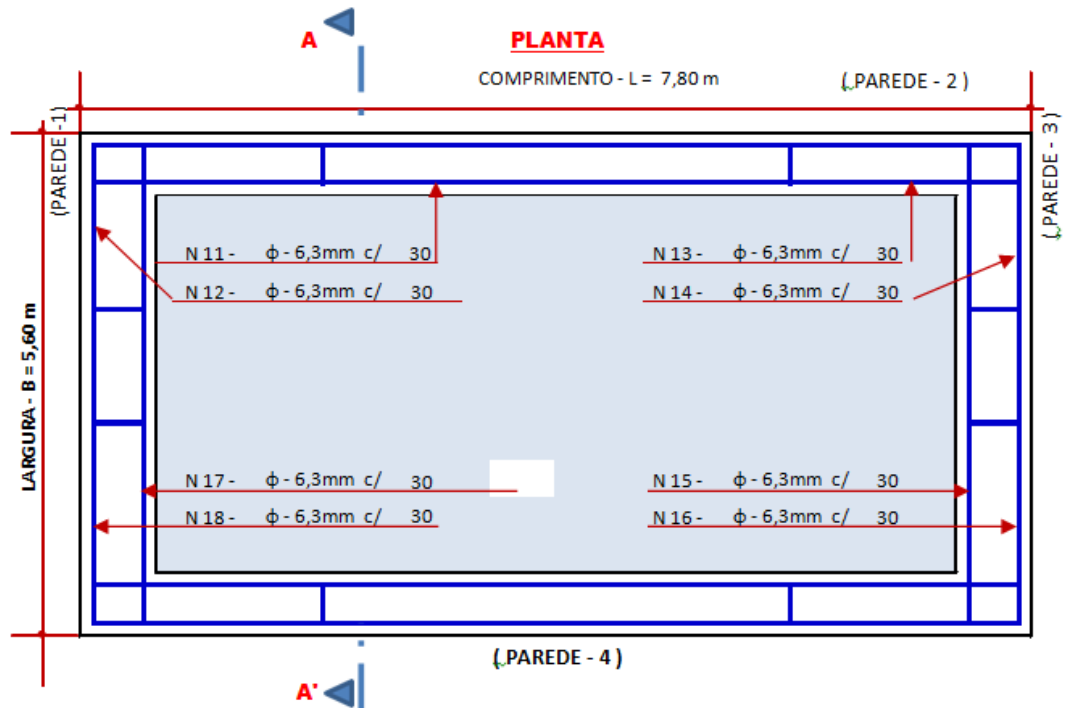 A
PLANTA
COMPRIMENTO - L = 7,80 m
( PAREDE - 2 )
(PAREDE -1)
( PAREDE - 3 )
N 11 - ϕ - 6,3mm c/ 30
N 13 - ϕ - 6,3mm c/ 30
N 12 - ϕ - 6,3mm c/ 30
N 14 - ϕ - 6,3mm c/ 30
LARGURA - B = 5,60 m
N 17 - ϕ - 6,3mm c/ 30
N 15 - ϕ - 6,3mm c/ 30
N 18 - ϕ - 6,3mm c/ 30
N 16 - ϕ - 6,3mm c/ 30
( PAREDE - 4 )
A'